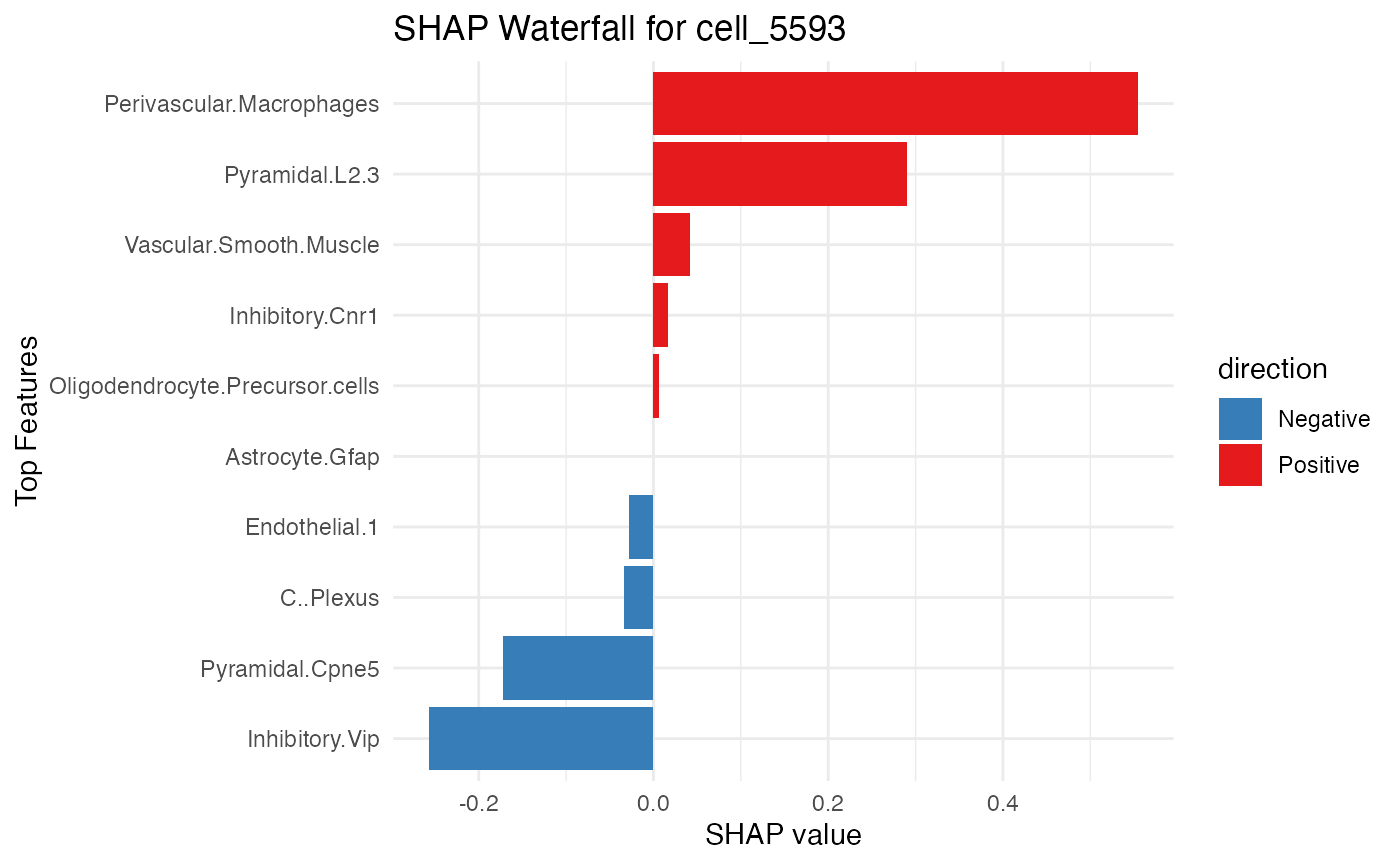 SHAP Waterfall for cell_5593
Top Features
Perivascular.Macrophages
Pyramidal.L2.3
Vascular.Smooth.Muscle
Inhibitory.Cnr1
Oligodendrocyte.Precursor.cells
Astrocyte.Gfap
Endothelial.1
C..Plexus
Pyramidal.Cpne5
Inhibitory.Vip
-0.2 0.0 0.2 0.4
SHAP value
direction
Negative
Positive